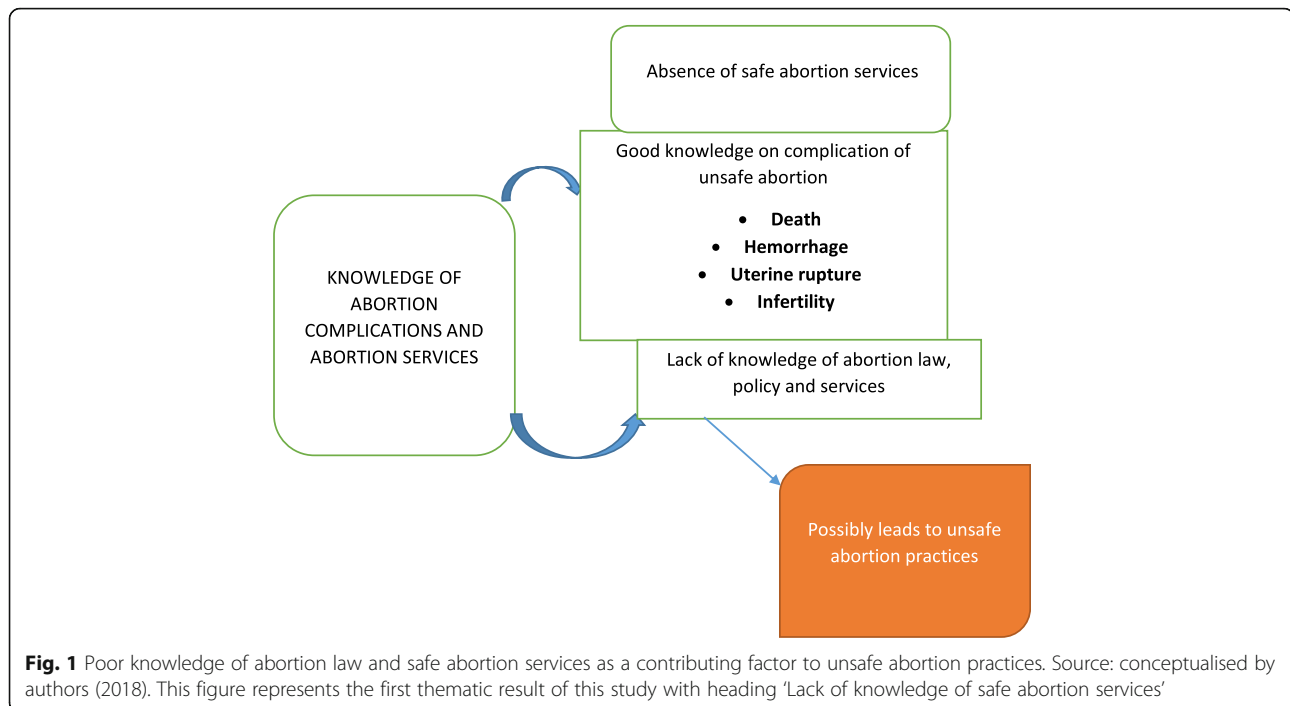 Absence of safe abortion services
Good knowledge on complication of
unsafe abortion
• Death
• Hemorrhage
• Uterine rupture
• Infertility
KNOWLEDGE OF
ABORTION
COMPLICATIONS AND
ABORTION SERVICES
Lack of knowledge of abortion law,
policy and services
Possibly leads to unsafe
abortion practices
Fig. 1 Poor knowledge of abortion law and safe abortion services as a contributing factor to unsafe abortion practices. Source: conceptualised by
authors (2018). This figure represents the first thematic result of this study with heading ‘Lack of knowledge of safe abortion services’